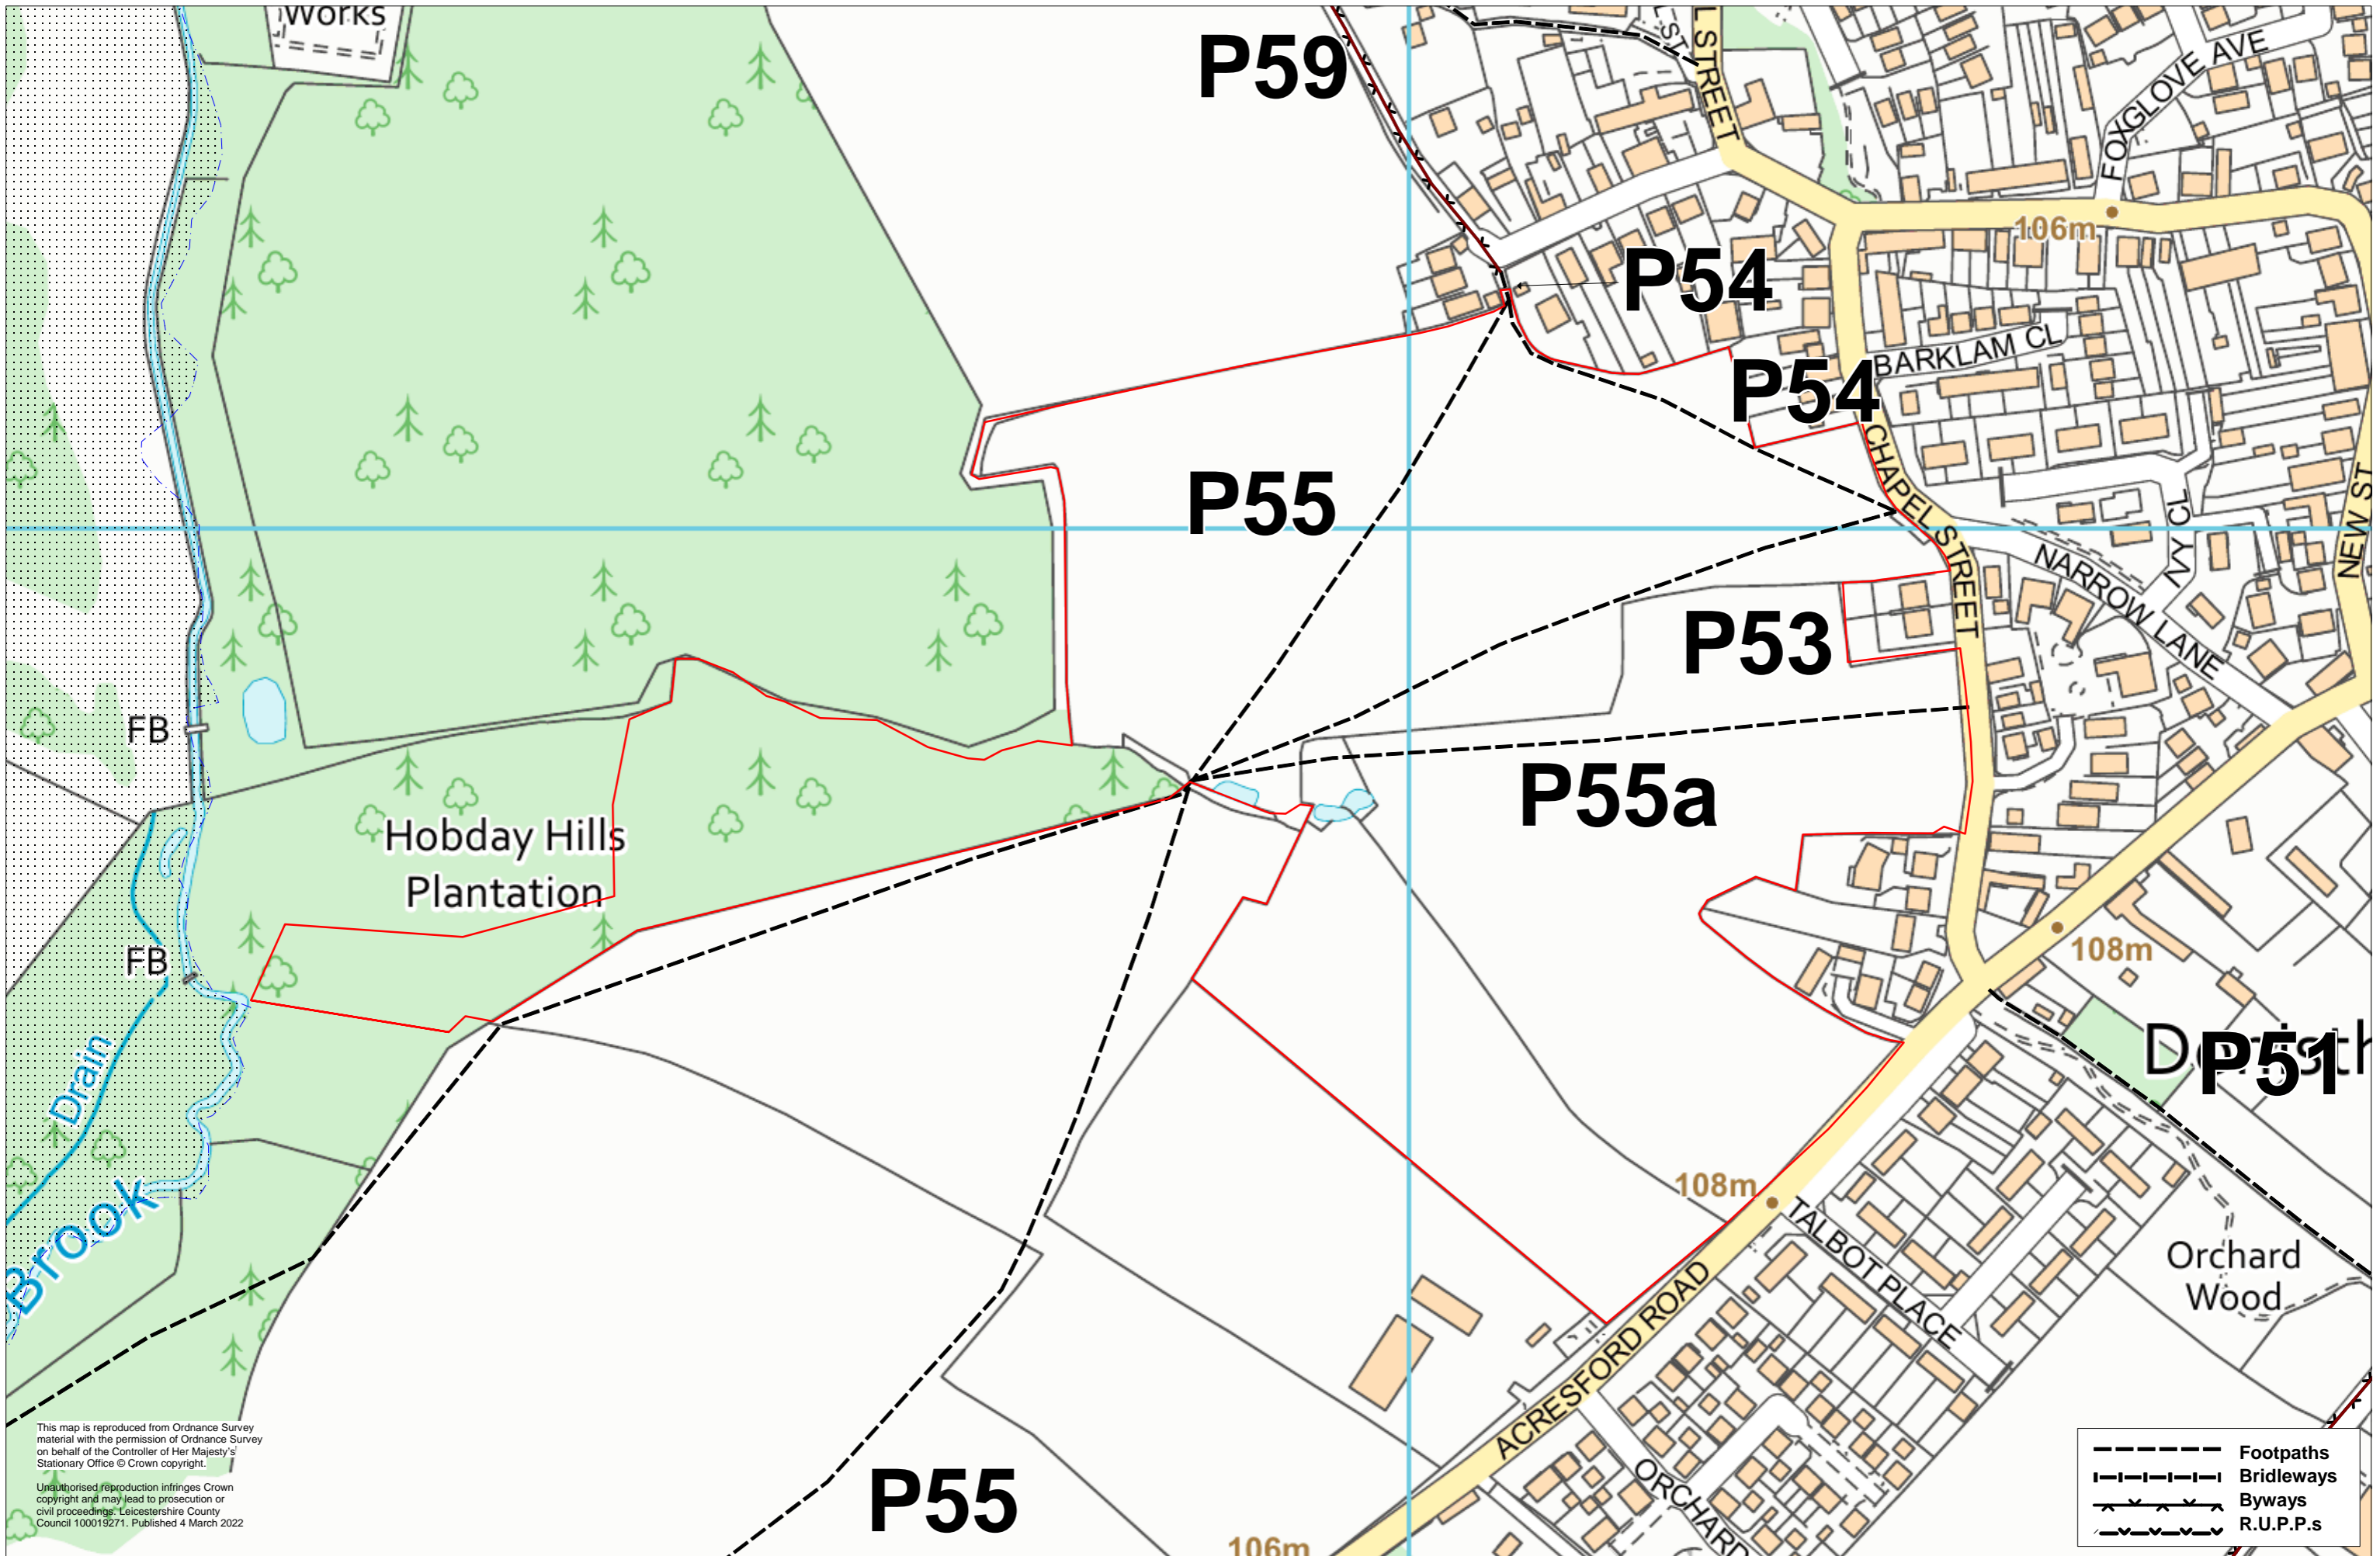 Works
P59
L STREET
L ST
FOXGLOVE AVE
106m
P54
BARKLAM CL
P54
CHAPEL STREET
P55
IVY CL
NEW ST
NARROW LANE
P53
FB
P55a
Hobday Hills
Plantation
FB
108m
P51
Drain
108m
TALBOT PLACE
Orchard
Wood
Brook
ACRESFORD ROAD
ORCHARD
P55
106m
This map is reproduced from Ordnance Survey
material with the permission of Ordnance Survey
on behalf of the Controller of Her Majesty's
Stationary Office © Crown copyright.
Unauthorised reproduction infringes Crown
copyright and may lead to prosecution or
civil proceedings. Leicestershire County
Council 100019271. Published 4 March 2022
Footpaths
Bridleways
Byways
R.U.P.P.s